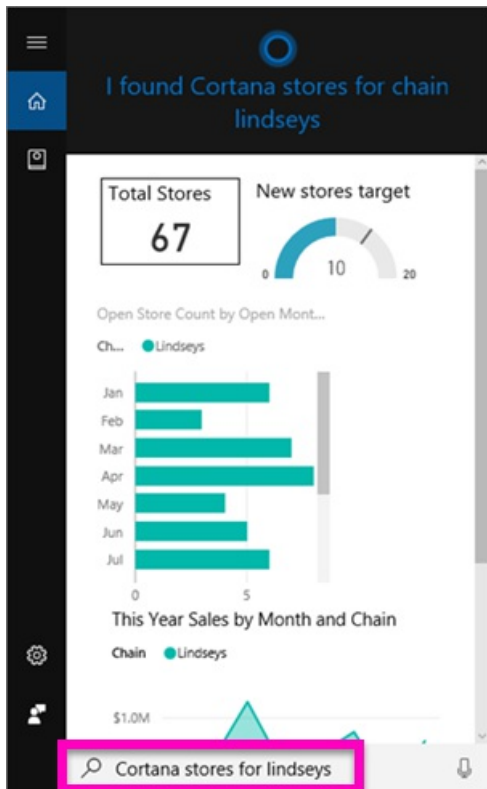 I found Cortana stores for chain
lindseys
Total Stores
67
New stores target
0
10
20
Open Store Count by Open Mont...
Ch... Lindseys
Jan
Feb
Mar
Apr
May
Jun
Jul
0 5
This Year Sales by Month and Chain
Chain Lindseys
$1.0M
Cortana stores for lindseys